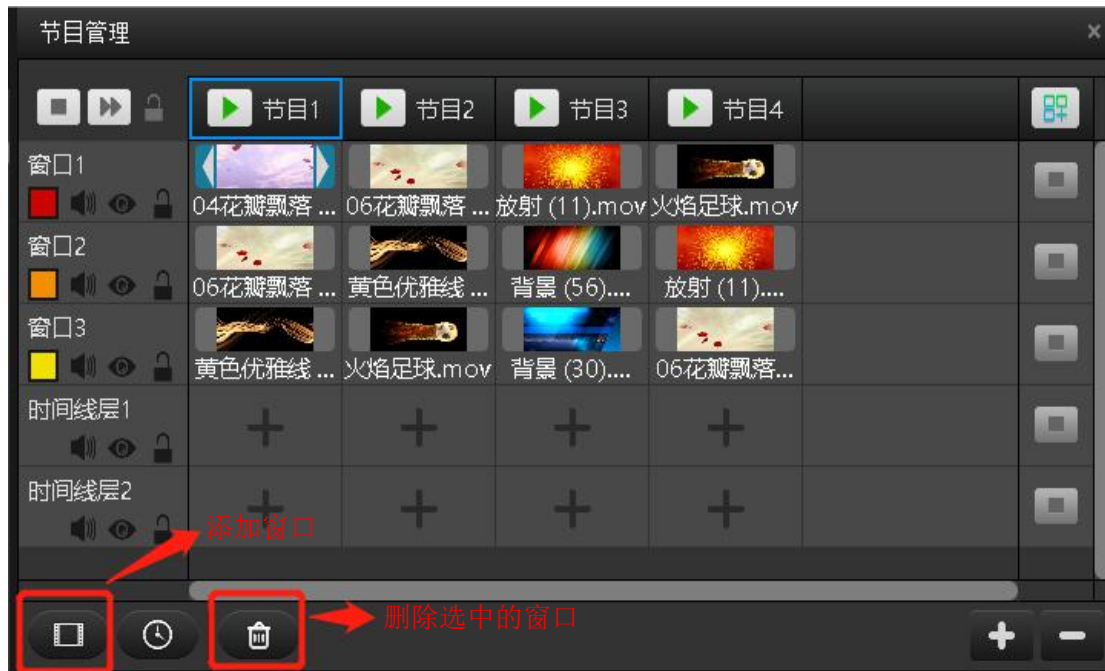 节目管理
节目1 节目2 节目3 节目4
窗口1
04花瓣飘落 ... 06花瓣飘落 ... 放射 (11).mov 火焰足球.mov
窗口2
06花瓣飘落 ... 黄色优雅线 ... 背景 (56).... 放射 (11)....
窗口3
黄色优雅线 ... 火焰足球.mov 背景 (30).... 06花瓣飘落...
时间线层1
时间线层2
添加窗口
删除选中的窗口